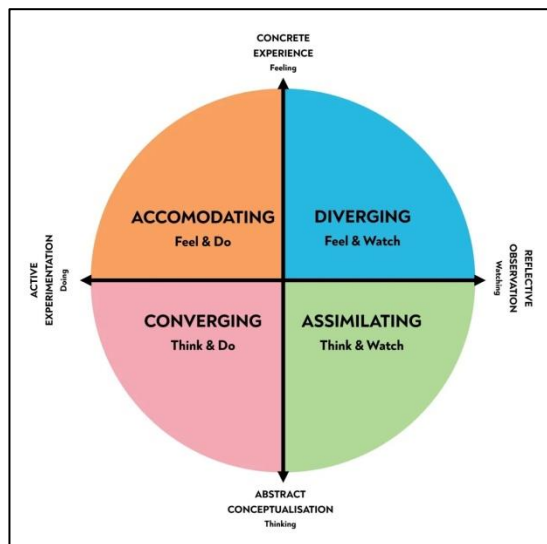 CONCRETE
EXPERIENCE
Feeling
ACCOMODATING
Feel & Do
DIVERGING
Feel & Watch
ACTIVE
EXPERIMENTATION
Doing
REFLECTIVE
OBSERVATION
Watching
CONVERGING
Think & Do
ASSIMILATING
Think & Watch
ABSTRACT
CONCEPTUALISATION
Thinking